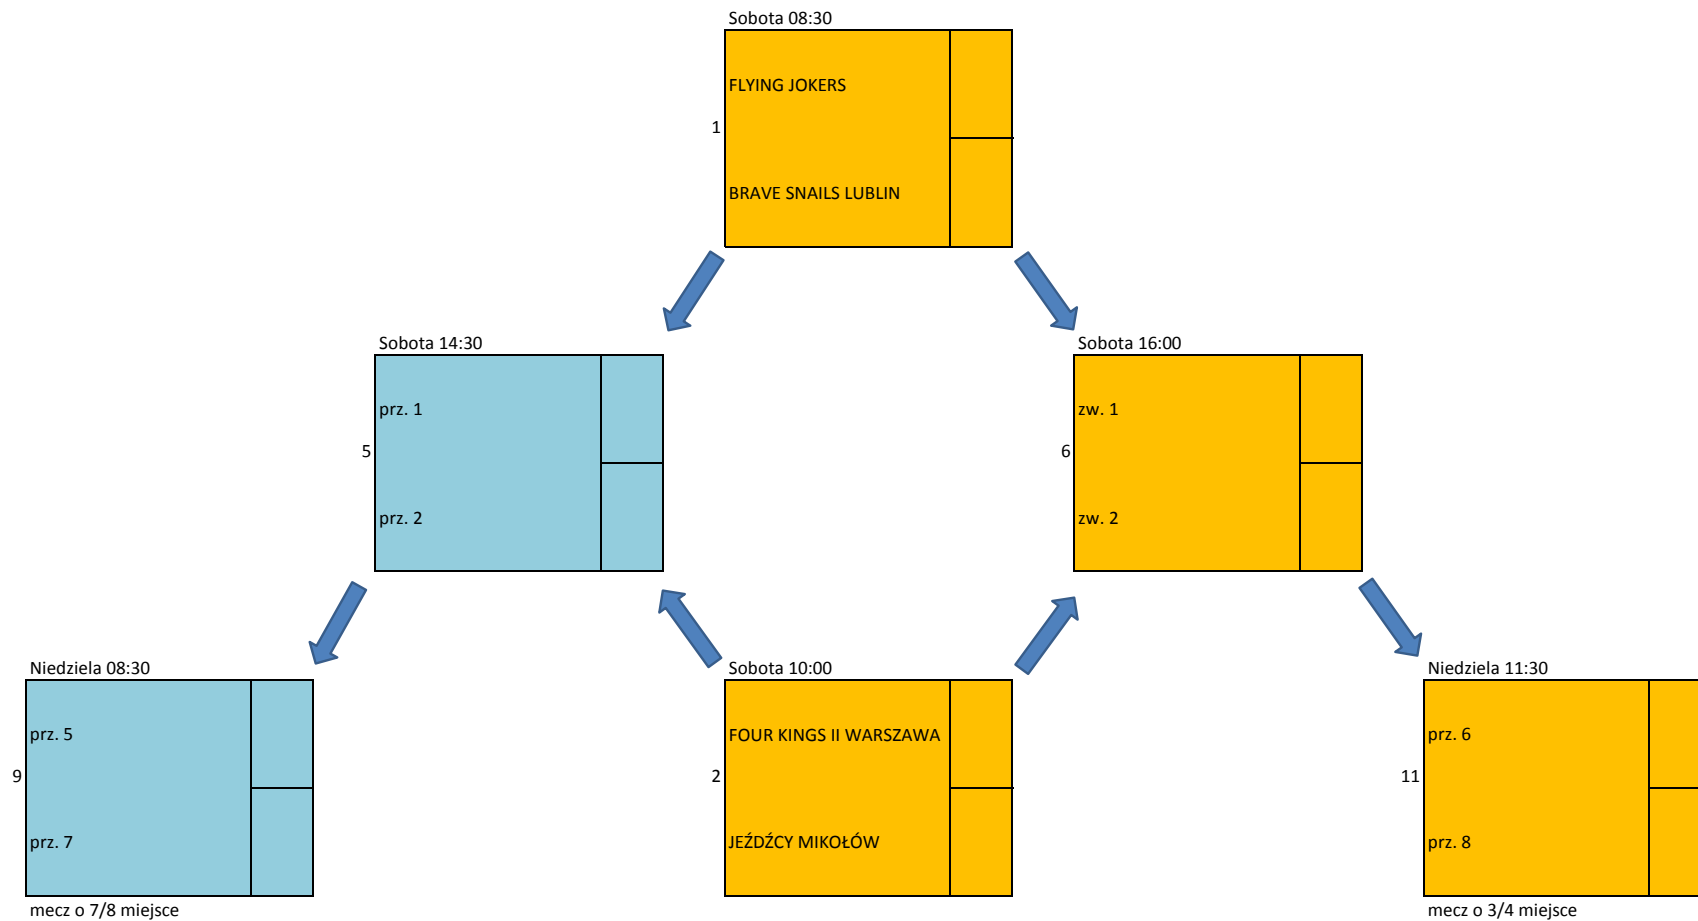 Sobota 08:30
FLYING JOKERS
1
BRAVE SNAILS LUBLIN
Sobota 14:30
prz. 1
5
prz. 2
Sobota 16:00
zw. 1
6
zw. 2
Niedziela 08:30
prz. 5
9
prz. 7
mecz o 7/8 miejsce
Sobota 10:00
FOUR KINGS II WARSZAWA
2
JEŹDŹCY MIKOŁÓW
Niedziela 11:30
prz. 6
11
prz. 8
mecz o 3/4 miejsce